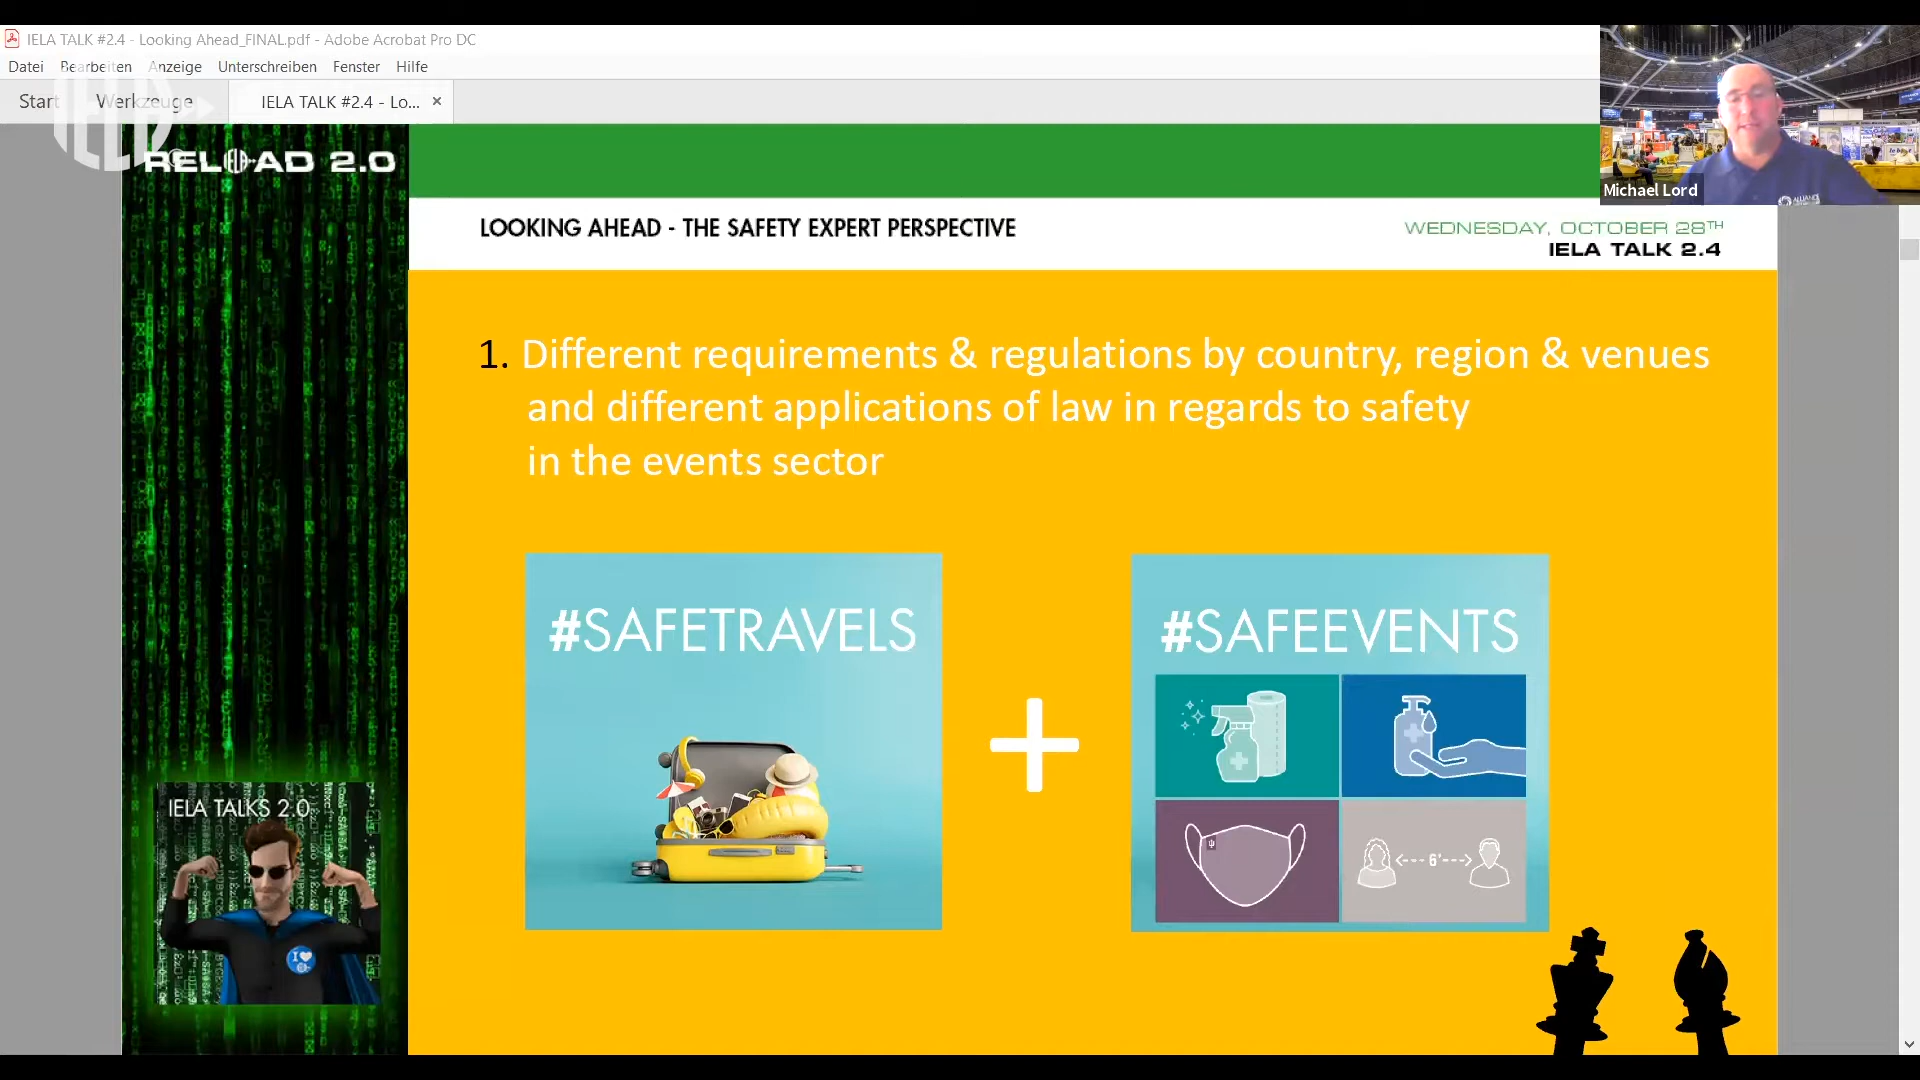 IELA TALK #2.4 - Looking Ahead_FINAL.pdf - Adobe Acrobat Pro DC
Datei Bearbeiten Anzeige Unterschreiben Fenster Hilfe
Start Werkzeuge IELA TALK #2.4 - Lo... ×
IELA
RELOAD 2.0
Michael Lord
LOOKING AHEAD - THE SAFETY EXPERT PERSPECTIVE
WEDNESDAY, OCTOBER 28TH
IELA TALK 2.4
1. Different requirements & regulations by country, region & venues
and different applications of law in regards to safety
in the events sector
#SAFETRAVELS
#SAFEEVENTS
6'
IELA TALKS 2.0
I